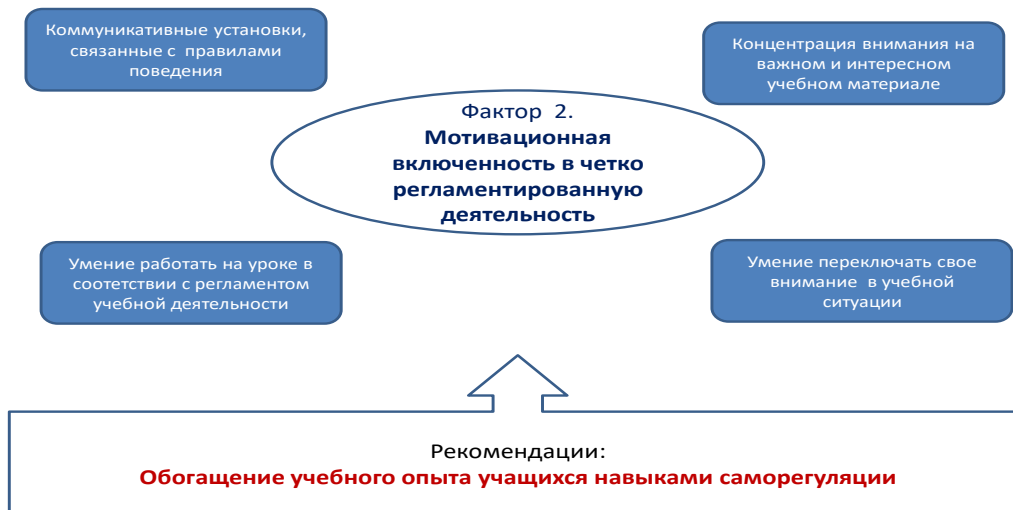 Коммуникативные установки,
связанные с правилами
поведения
Концентрация внимания на
важном и интересном
учебном материале
Фактор 2.
Мотивационная
включенность в четко
регламентированную
деятельность
Умение работать на уроке в
соотетствии с регламентом
учебной деятельности
Умение переключать свое
внимание в учебной
ситуации
Рекомендации:
Обогащение учебного опыта учащихся навыками саморегуляции